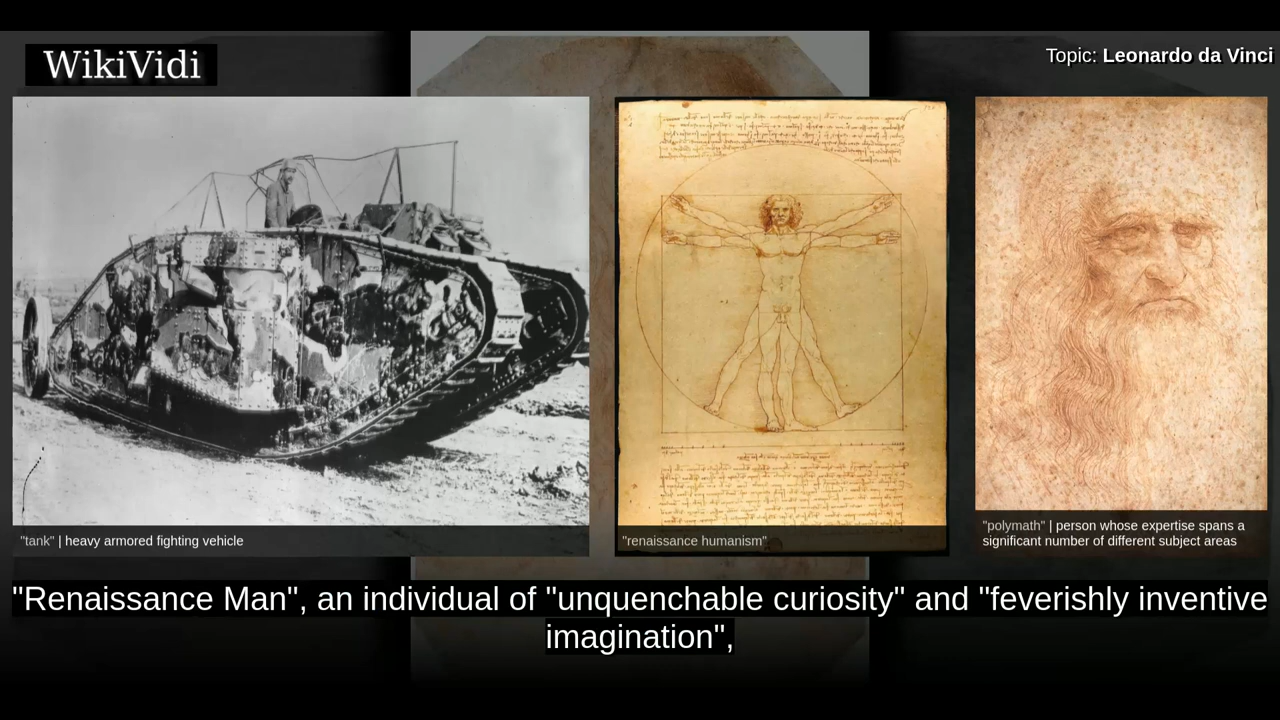 WikiVidi
Topic: Leonardo da Vinci
"tank" | heavy armored fighting vehicle
"renaissance humanism"
"polymath" | person whose expertise spans a
significant number of different subject areas
"Renaissance Man", an individual of "unquenchable curiosity" and "feverishly inventive
imagination",